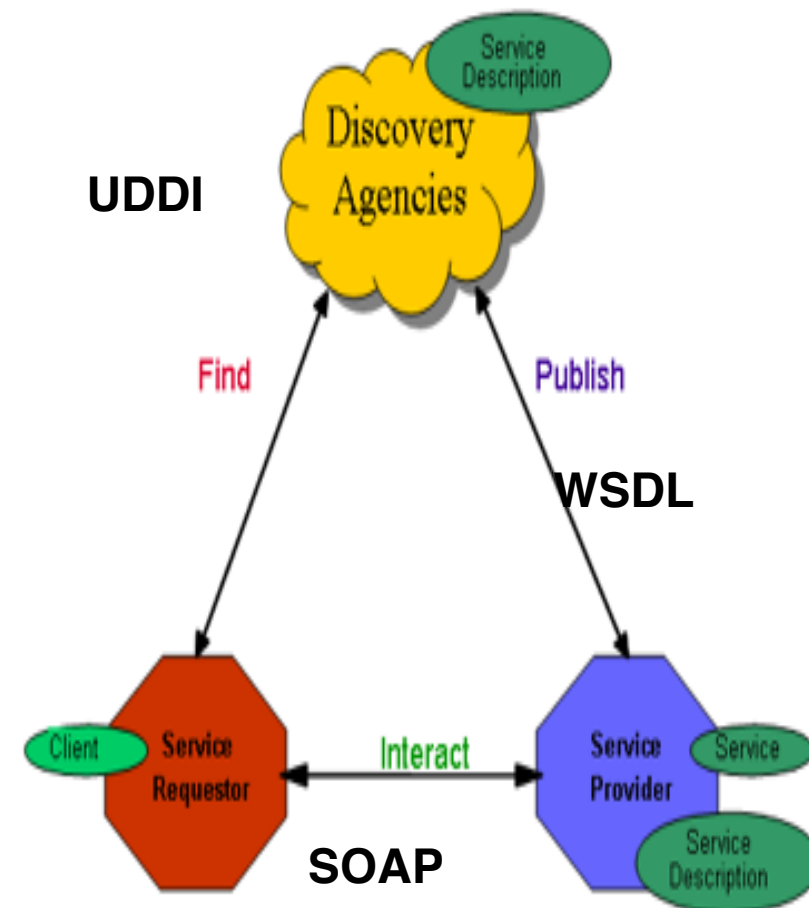 Service
Description
Discovery
Agencies
UDDI
Find
Publish
WSDL
Client
Service
Requestor
Interact
Service
Provider
Service
Service
Description
SOAP